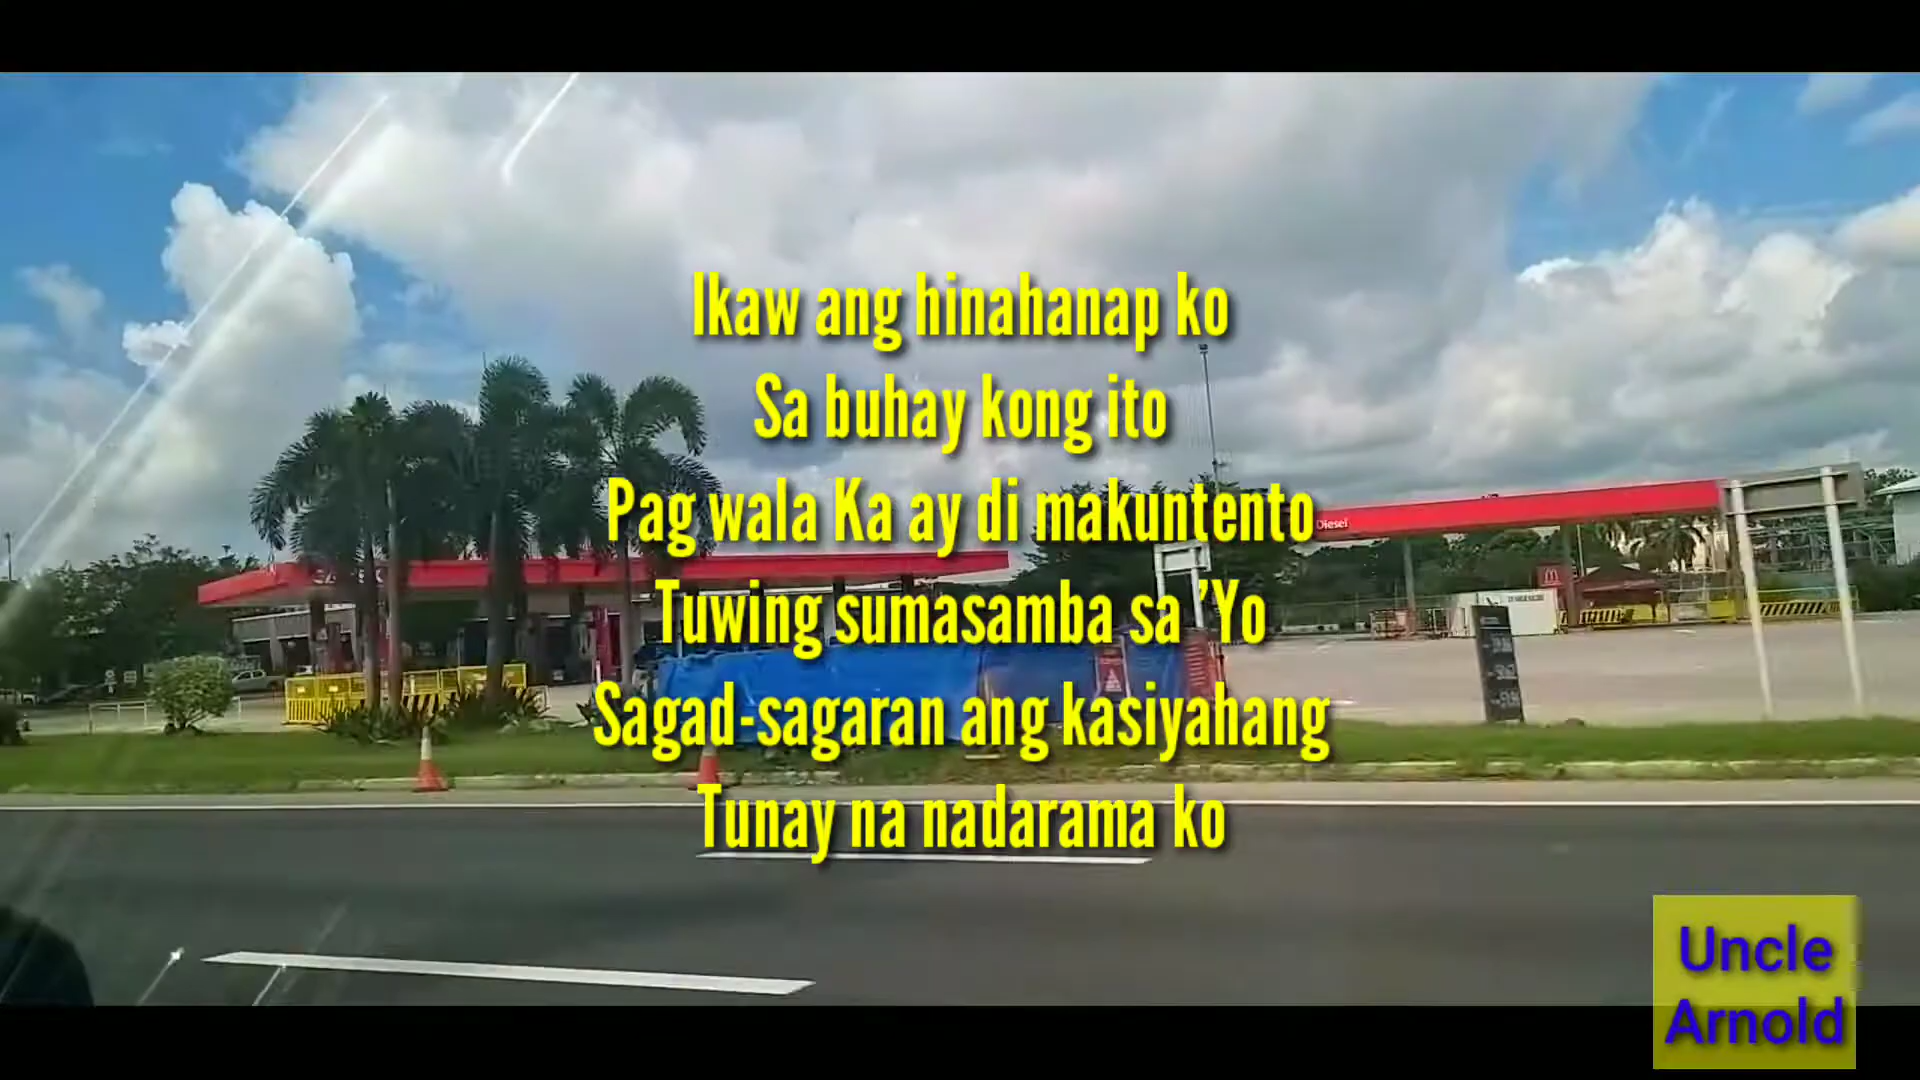 Ikaw ang hinahanap ko
Sa buhay kong ito
Pag wala Ka ay di makuntento
Diesel
Tuwing sumasamba sa 'Yo
Sagad-sagaran ang kasiyahang
Tunay na nadarama ko
Uncle
Arnold